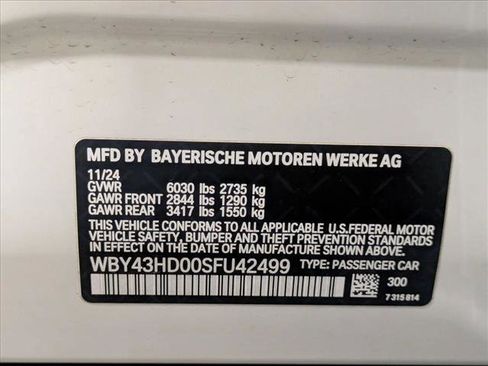 MFD BY BAYERISCHE MOTOREN WERKE AG
11/24
GVWR 6030 lbs 2735 kg
GAWR FRONT 2844 lbs 1290 kg
GAWR REAR 3417 lbs 1550 kg
THIS VEHICLE CONFORMS TO ALL APPLICABLE U.S.FEDERAL MOTOR
VEHICLE SAFETY, BUMPER AND THEFT PREVENTION STANDARDS IN
EFFECT ON THE DATE OF MANUFACTURE SHOWN ABOVE.
WBY43HD00SFU42499 TYPE: PASSENGER CAR
300
7 315 814